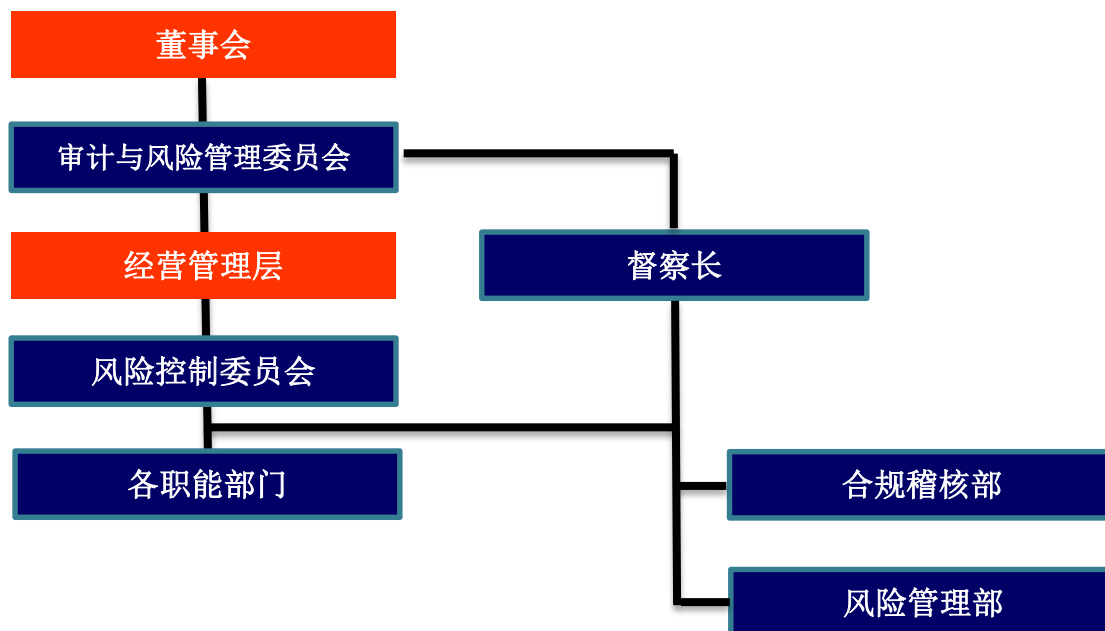 董事会
审计与风险管理委员会
经营管理层
督察长
风险控制委员会
各职能部门
合规稽核部
风险管理部